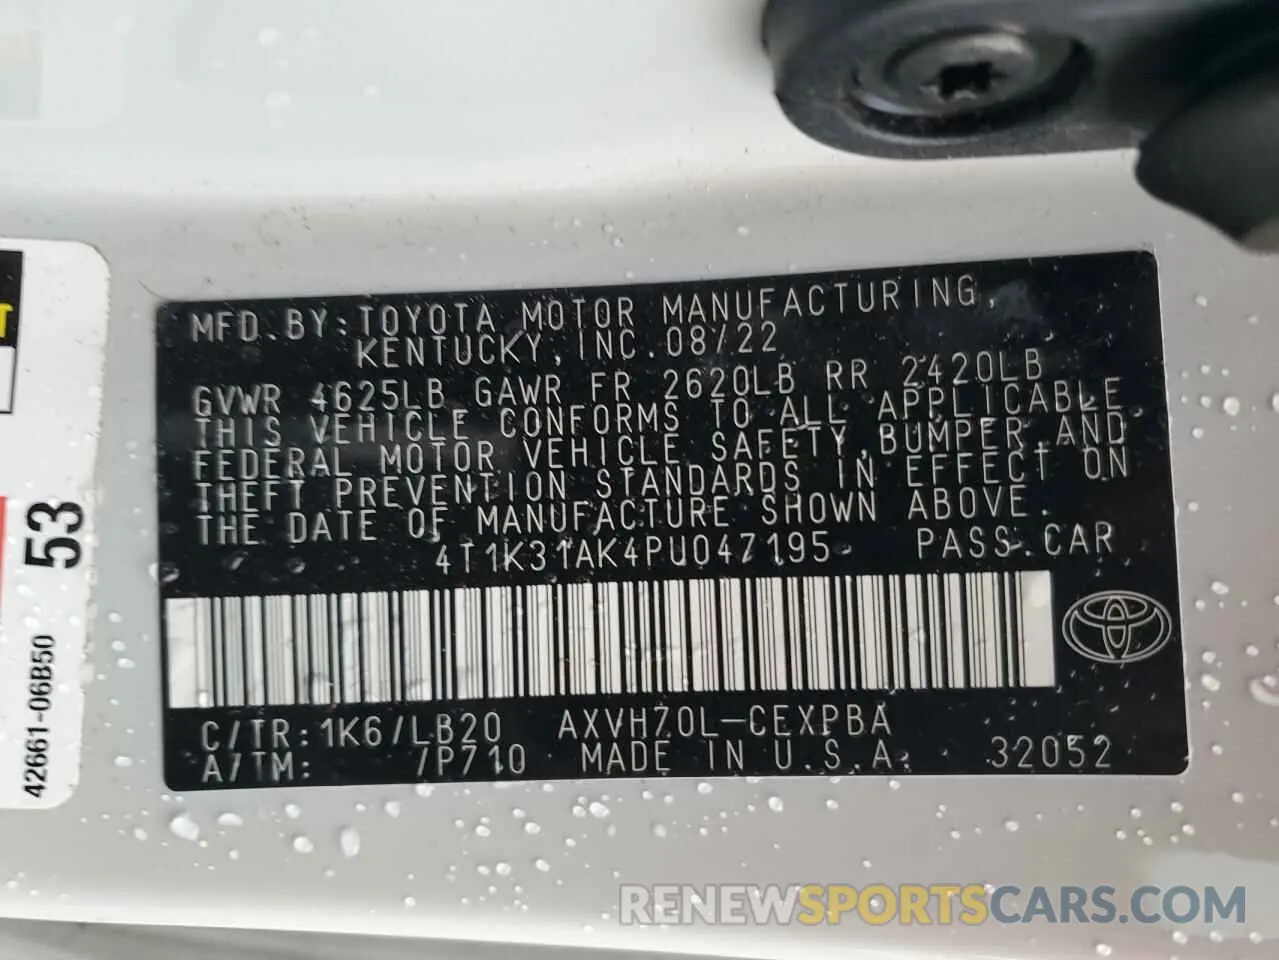 MFD. BY: TOYOTA MOTOR MANUFACTURING,
KENTUCKY, INC. 08/22
GVWR 4625LB GAWR FR 2620LB RR 2420LB
THIS VEHICLE CONFORMS TO ALL APPLICABLE
FEDERAL MOTOR VEHICLE SAFETY, BUMPER, AND
THEFT PREVENTION STANDARDS IN EFFECT ON
THE DATE OF MANUFACTURE SHOWN ABOVE.
4T1K31AK4PU047195 PASS. CAR
C/TR: 1K6/LB20 AXVH70L-CEXPBA
A/TM: /P710 MADE IN U.S.A. 32052
53
42661-06B50
RENEWSPORTSCARS.COM